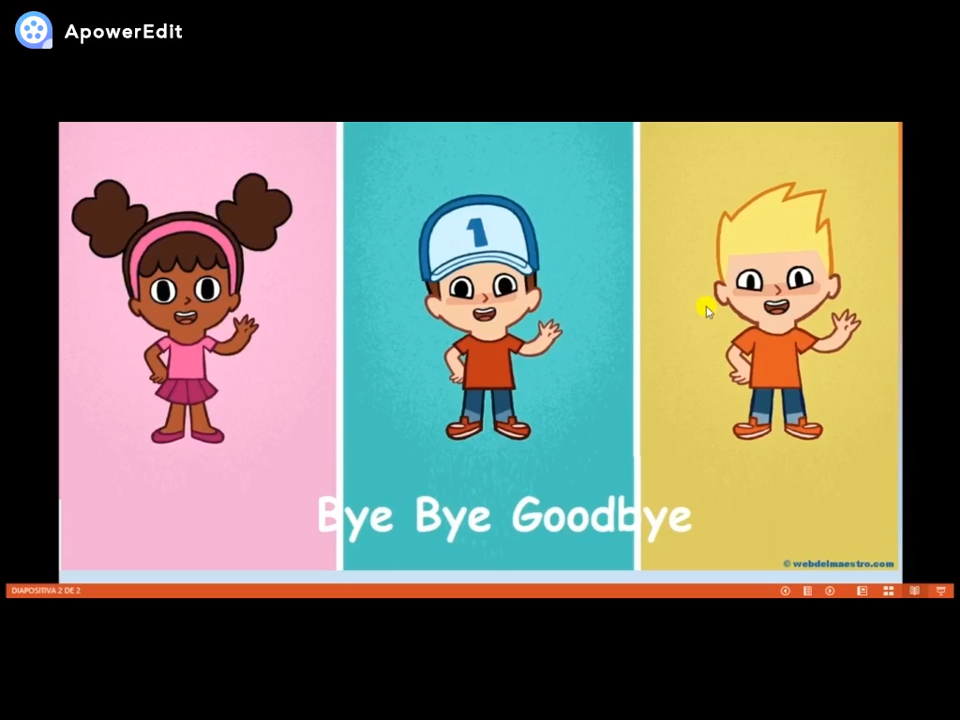 ApowerEdit
1
Bye Bye Goodbye
© webdelmaestro.com
DIAPOSITIVA 2 DE 2